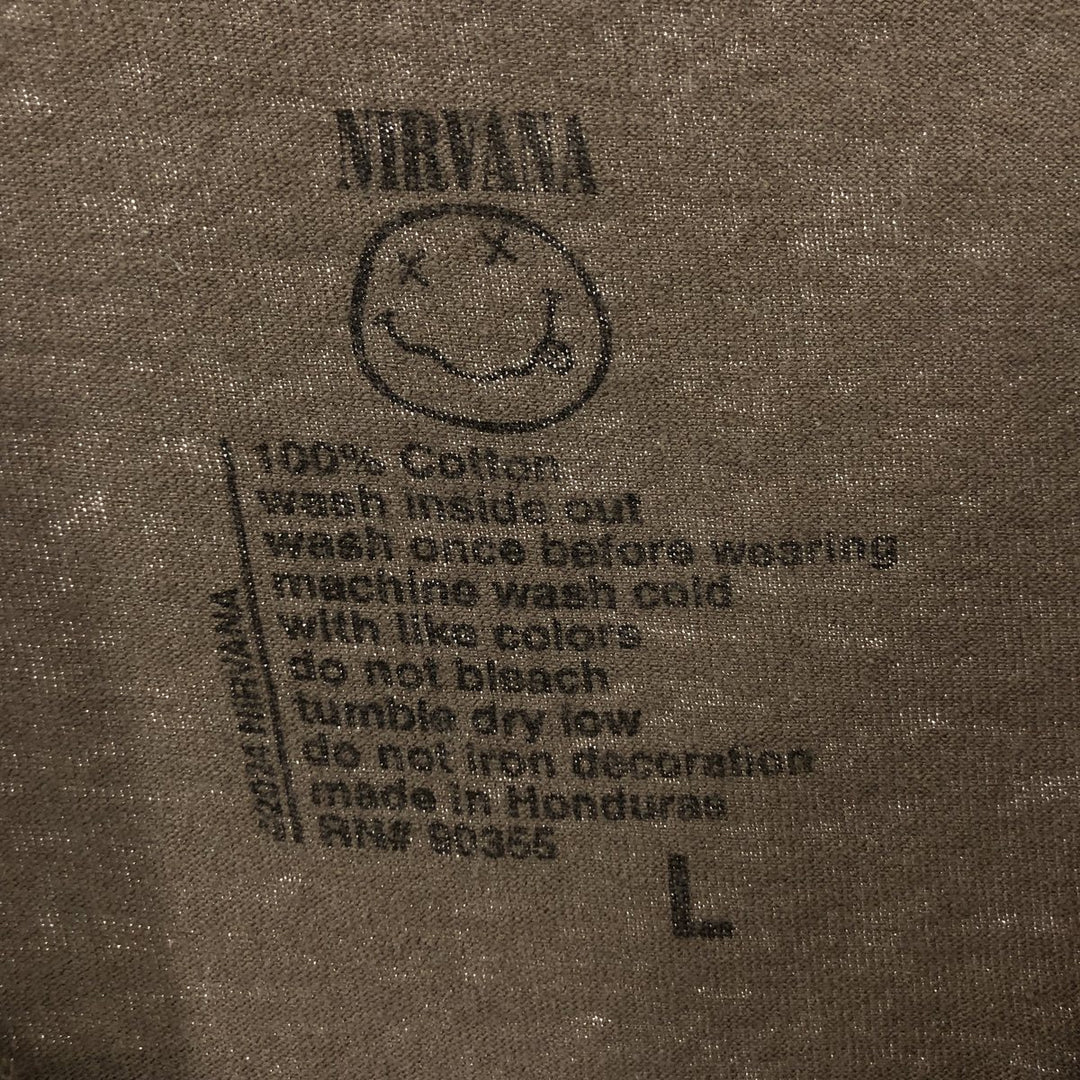 NIRVANA
100% Cotton
wash inside out
wash once before wearing
machine wash cold
with like colors
do not bleach
tumble dry low
do not iron decoration
made in Honduras
RN# 90355
NIRVANA
L